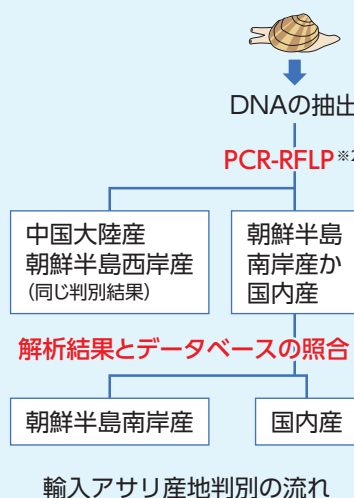 DNAの抽出
PCR-RFLP※2
中国大陸産
朝鮮半島西岸産
(同じ判別結果)
朝鮮半島
南岸産か
国内産
解析結果とデータベースの照合
朝鮮半島南岸産
国内産
輸入アサリ産地判別の流れ